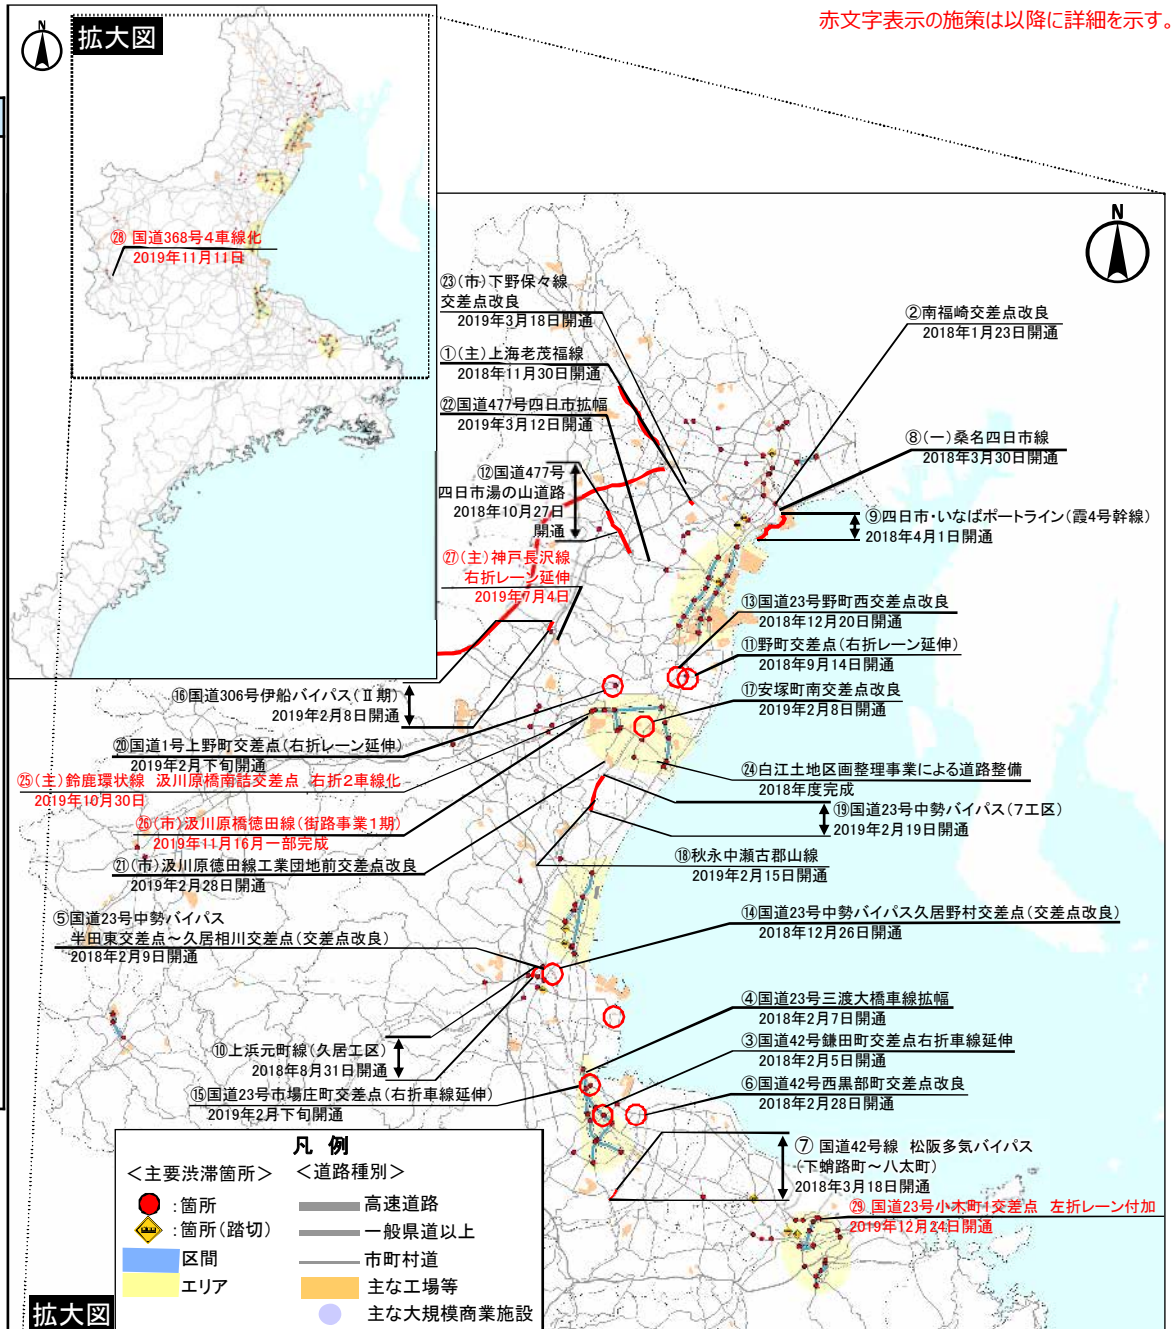 赤文字表示の施策は以降に詳細を示す。
N
拡大図
㉘ 国道368号4車線化
2019年11月11日
N
㉓(市)下野保々線
交差点改良
2019年3月18日開通
②南福崎交差点改良
2018年1月23日開通
①(主)上海老茂福線
2018年11月30日開通
㉒国道477号四日市拡幅
2019年3月12日開通
⑧(一)桑名四日市線
2018年3月30日開通
⑫国道477号
四日市湯の山道路
2018年10月27日
開通
⑨四日市・いなばポートライン(霞4号幹線)
2018年4月1日開通
㉗(主)神戸長沢線
右折レーン延伸
2019年7月4日
⑬国道23号野町西交差点改良
2018年12月20日開通
⑪野町交差点(右折レーン延伸)
2018年9月14日開通
⑯国道306号伊船バイパス(Ⅱ期)
2019年2月8日開通
⑰安塚町南交差点改良
2019年2月8日開通
⑳国道1号上野町交差点(右折レーン延伸)
2019年2月下旬開通
㉕(主)鈴鹿環状線 汲川原橋南詰交差点 右折2車線化
2019年10月30日
㉔白江土地区画整理事業による道路整備
2018年度完成
㉖(市)汲川原橋徳田線(街路事業1期)
2019年11月16月一部完成
⑲国道23号中勢バイパス(7工区)
2019年2月19日開通
㉑(市)汲川原徳田線工業団地前交差点改良
2019年2月28日開通
⑱秋永中瀬古郡山線
2019年2月15日開通
⑤国道23号中勢バイパス
半田東交差点～久居相川交差点(交差点改良)
2018年2月9日開通
⑭国道23号中勢バイパス久居野村交差点(交差点改良)
2018年12月26日開通
④国道23号三渡大橋車線拡幅
2018年2月7日開通
⑩上浜元町線(久居工区)
2018年8月31日開通
③国道42号鎌田町交差点右折車線延伸
2018年2月5日開通
⑮国道23号市場庄町交差点(右折車線延伸)
2019年2月下旬開通
⑥国道42号西黒部町交差点改良
2018年2月28日開通
⑦ 国道42号線 松阪多気バイパス
(下蛸路町～八太町)
2018年3月18日開通
㉙ 国道23号小木町1交差点 左折レーン付加
2019年12月24日開通
凡 例
＜主要渋滞箇所＞
：箇所
：箇所(踏切)
区間
エリア
＜道路種別＞
高速道路
一般県道以上
市町村道
主な工場等
主な大規模商業施設
拡大図